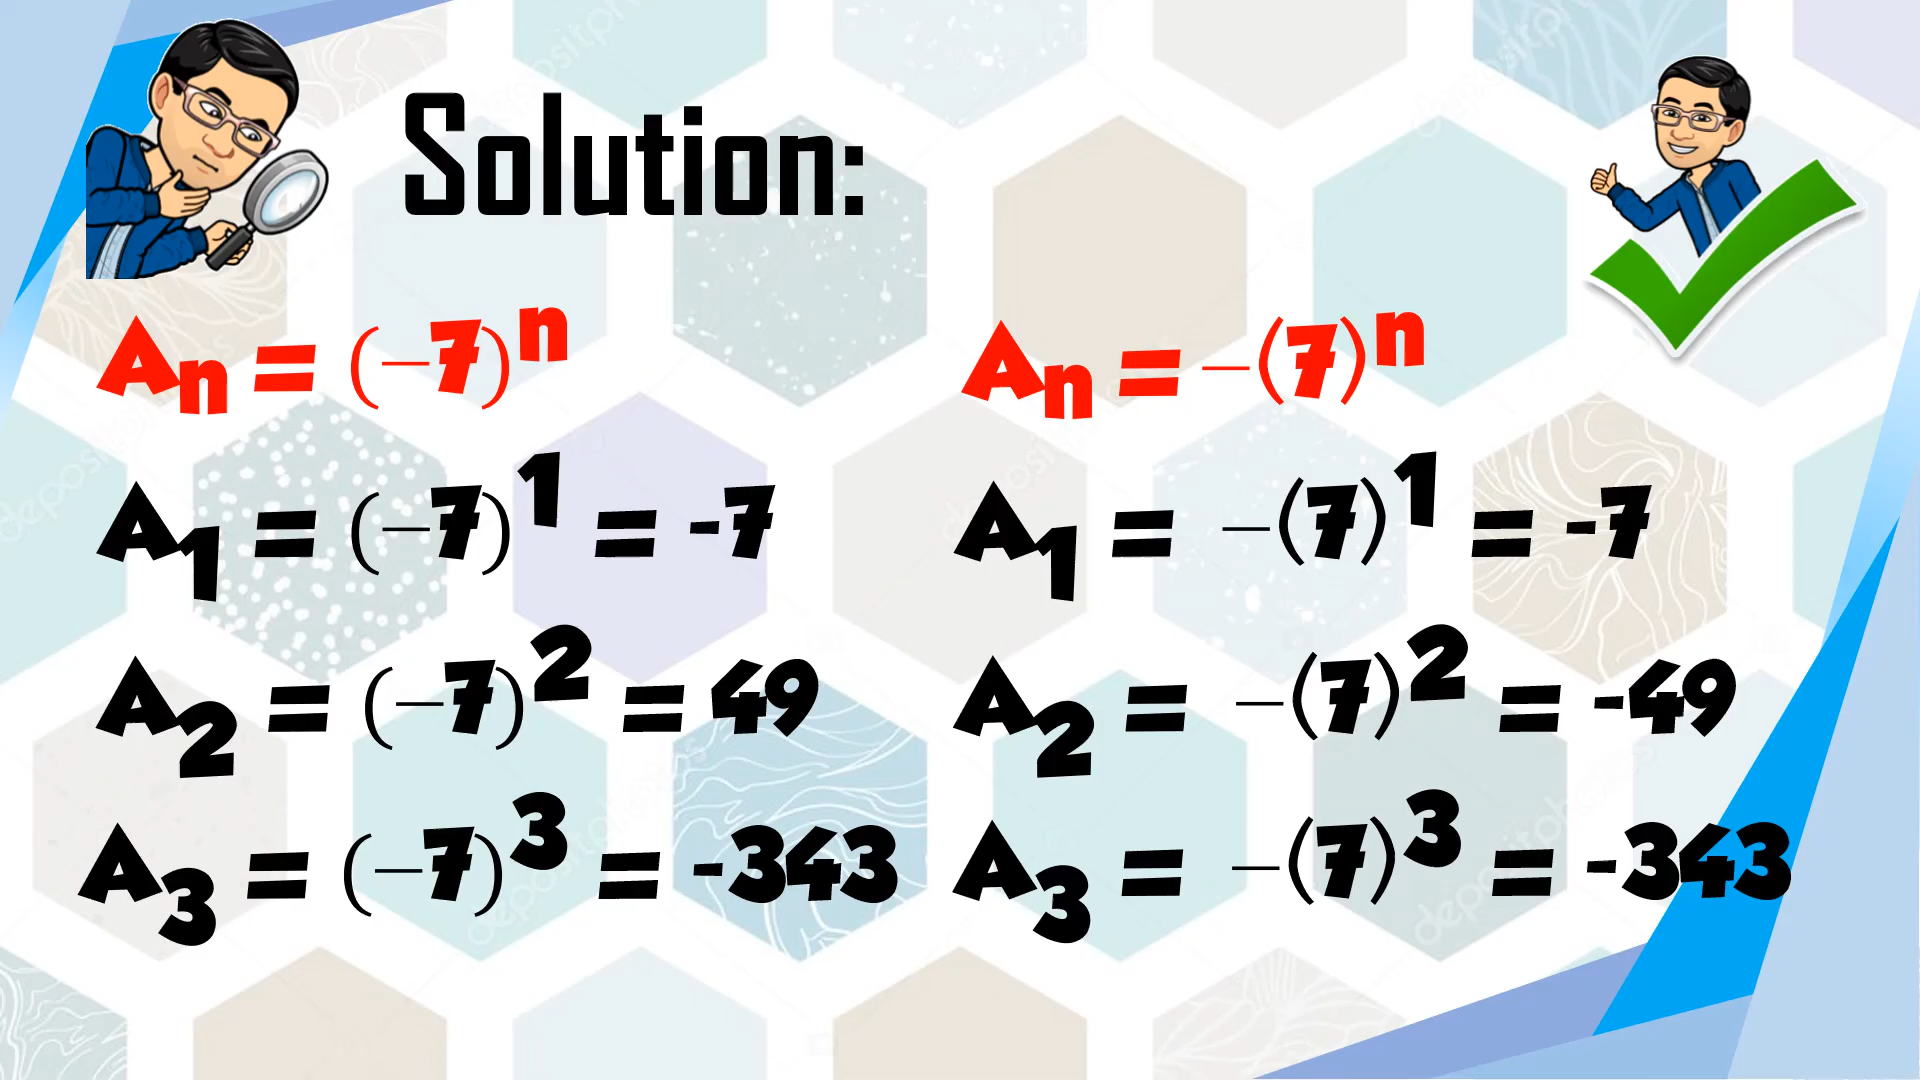 Solution:
Aₙ = (−7)ⁿ
A₁ = (−7)¹ = -7
A₂ = (−7)² = 49
A₃ = (−7)³ = -343
Aₙ = −(7)ⁿ
A₁ = −(7)¹ = -7
A₂ = −(7)² = -49
A₃ = −(7)³ = -343